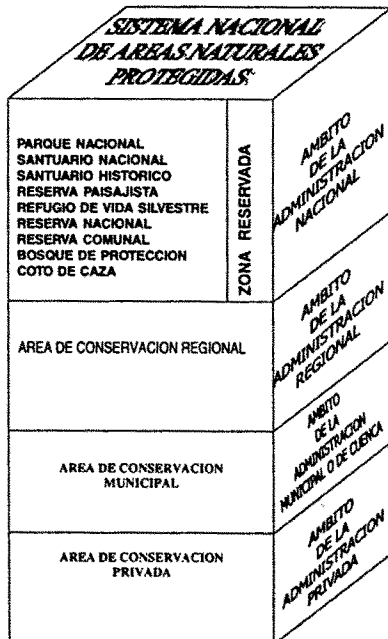 SISTEMA NACIONAL
DE AREAS NATURALES
PROTEGIDAS:
PARQUE NACIONAL
SANTUARIO NACIONAL
SANTUARIO HISTORICO
RESERVA PAISAJISTA
REFUGIO DE VIDA SILVESTRE
RESERVA NACIONAL
RESERVA COMUNAL
BOSQUE DE PROTECCION
COTO DE CAZA
ZONA RESERVADA
AMBITO
DE LA
ADMINISTRACION
NACIONAL
AREA DE CONSERVACION REGIONAL
AMBITO
DE LA
ADMINISTRACION
REGIONAL
AREA DE CONSERVACION
MUNICIPAL
AMBITO
DE LA
ADMINISTRACION
MUNICIPAL O DE CUENCA
AREA DE CONSERVACION
PRIVADA
AMBITO
DE LA
ADMINISTRACION
PRIVADA